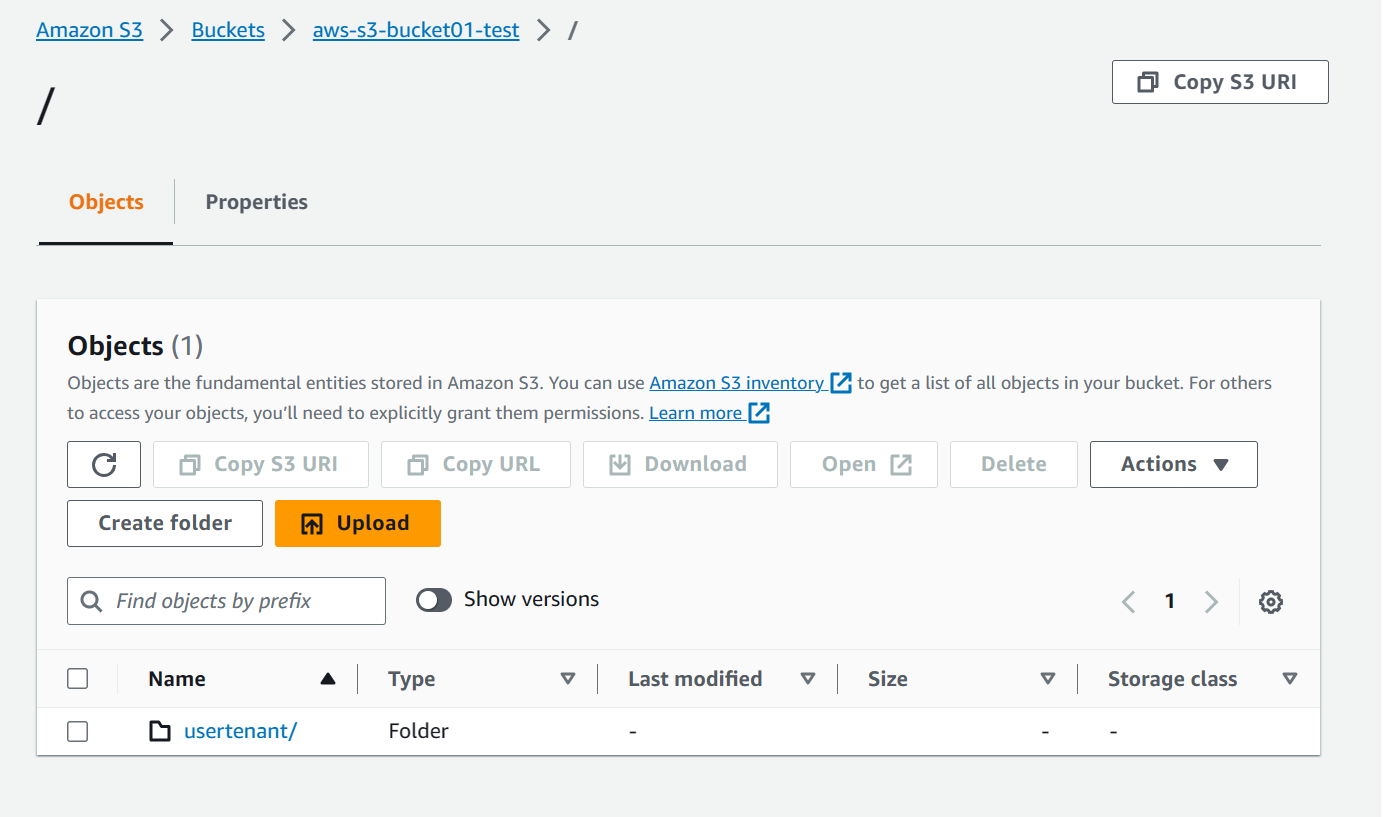 Amazon S3 > Buckets > aws-s3-bucket01-test > /
/
Copy S3 URI
Objects Properties
Objects (1)
Objects are the fundamental entities stored in Amazon S3. You can use Amazon S3 inventory to get a list of all objects in your bucket. For others
to access your objects, you’ll need to explicitly grant them permissions. Learn more
Copy S3 URI Copy URL Download Open Delete Actions
Create folder Upload
Find objects by prefix Show versions 1
Name Type Last modified Size Storage class
usertenant/ Folder - - -